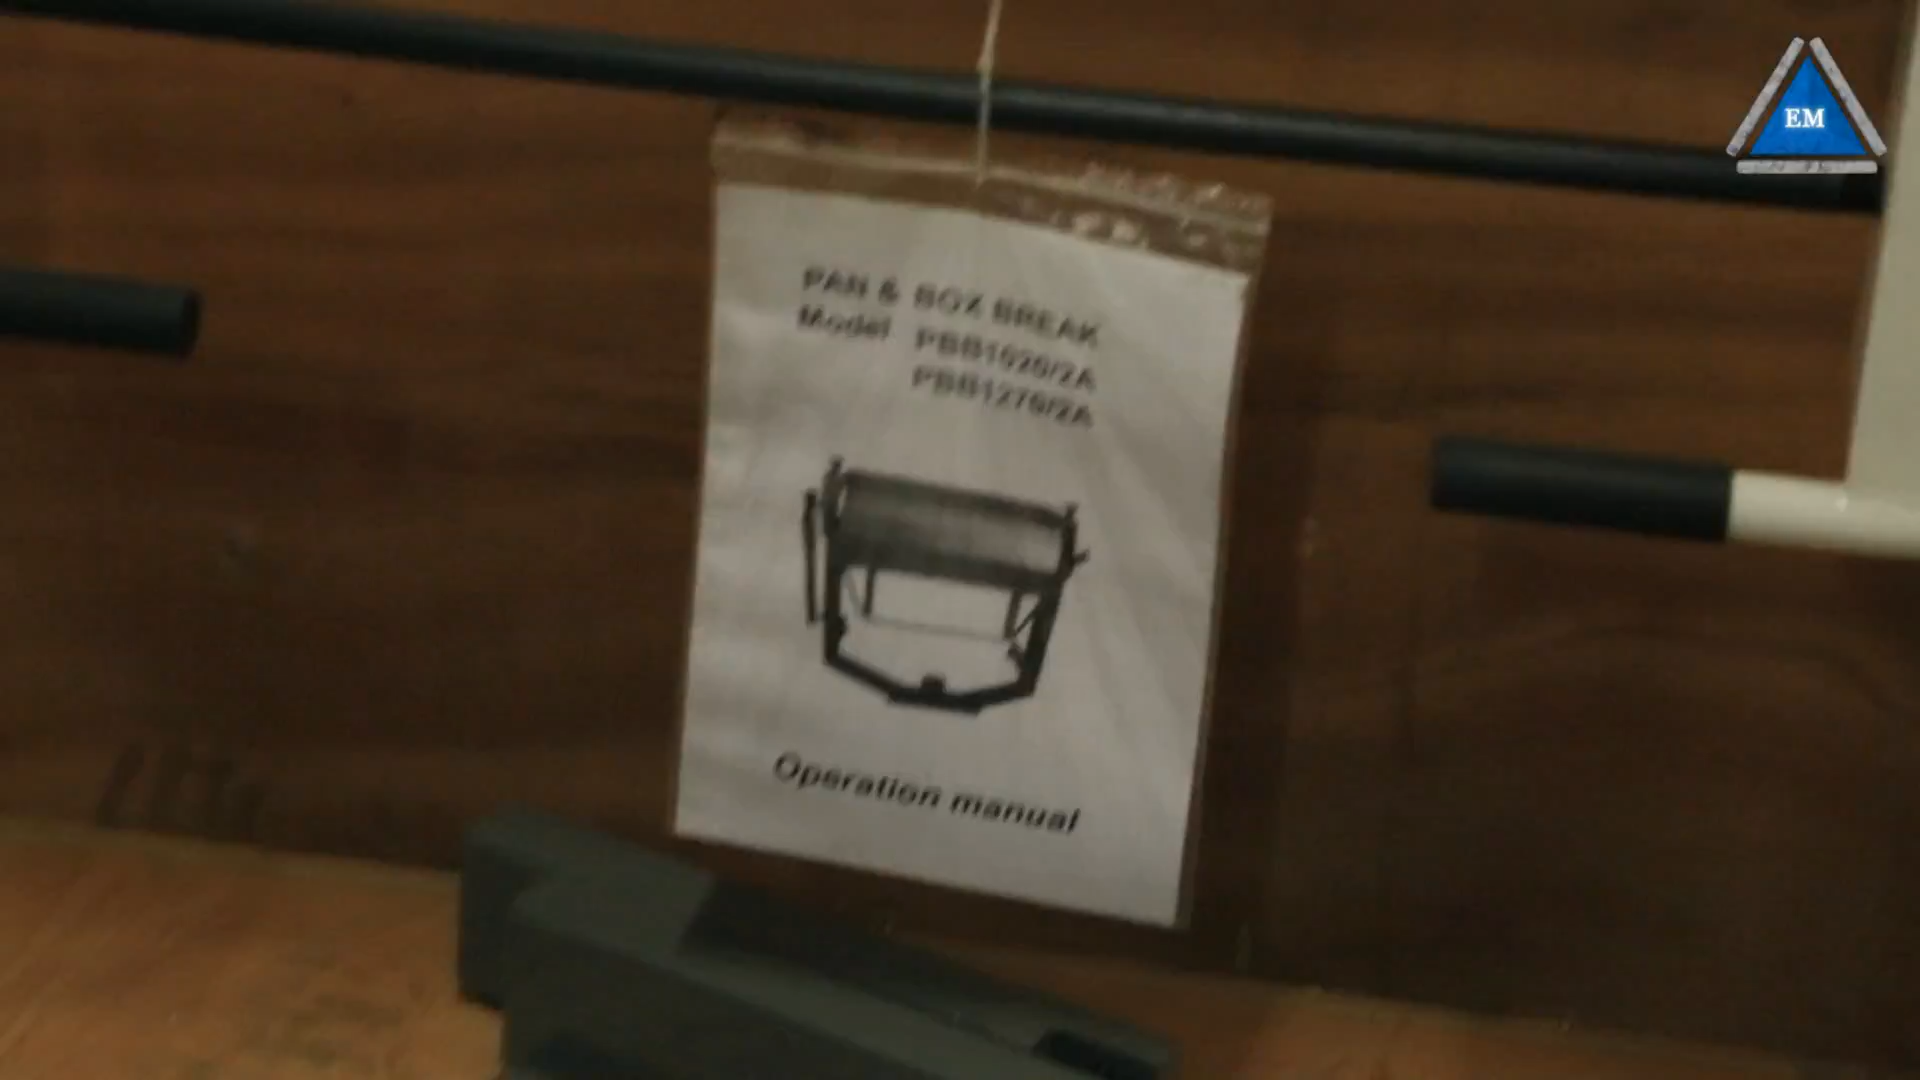 PAN & BOX BREAK
Model PBB1020/2A
PBB1270/2A
Operation manual
EM